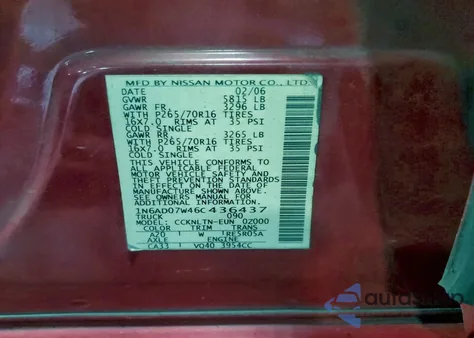 MFD BY NISSAN MOTOR CO., LTD.
DATE 02/06
GVWR 5815 LB
GAWR FR. 3296 LB
WITH P265/70R16 TIRES
16X7.0 RIMS AT 35 PSI
COLD SINGLE
GAWR RR. 3265 LB
WITH P265/70R16 TIRES
16X7.0 RIMS AT 35 PSI
COLD SINGLE
THIS VEHICLE CONFORMS TO
ALL APPLICABLE FEDERAL
MOTOR VEHICLE SAFETY AND
THEFT PREVENTION STANDARDS
IN EFFECT ON THE DATE OF
MANUFACTURE SHOWN ABOVE.
SEE OWNERS MANUAL FOR
ADDITIONAL INFORMATION
1N6AD07W46C436437
TRUCK 090
MODEL: CCKNLTN-EUN 02000
COLOR TRIM TRANS
A20 W RE5R05A
AXLE ENGINE
CA33 VQ40 3954CC